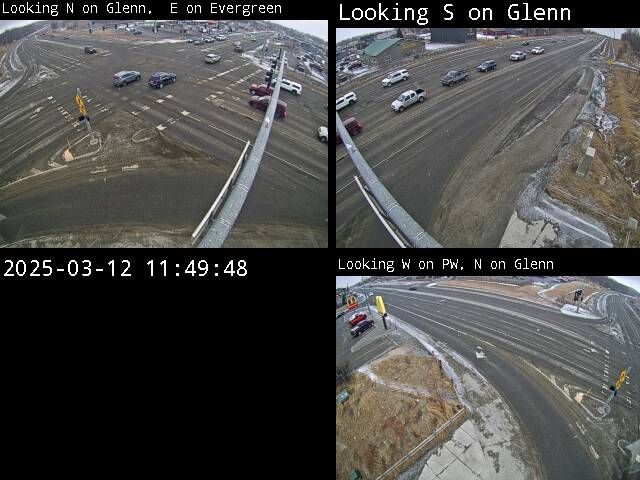 Looking N on Glenn,  E on Evergreen
Looking S on Glenn
2025-03-12 11:49:48
Looking W on PW, N on Glenn